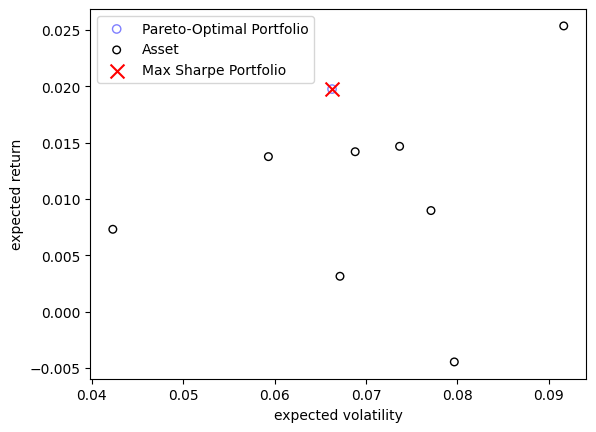 Pareto-Optimal Portfolio
Asset
Max Sharpe Portfolio
0.025
0.020
0.015
0.010
0.005
0.000
−0.005
expected return
0.04
0.05
0.06
0.07
0.08
0.09
expected volatility